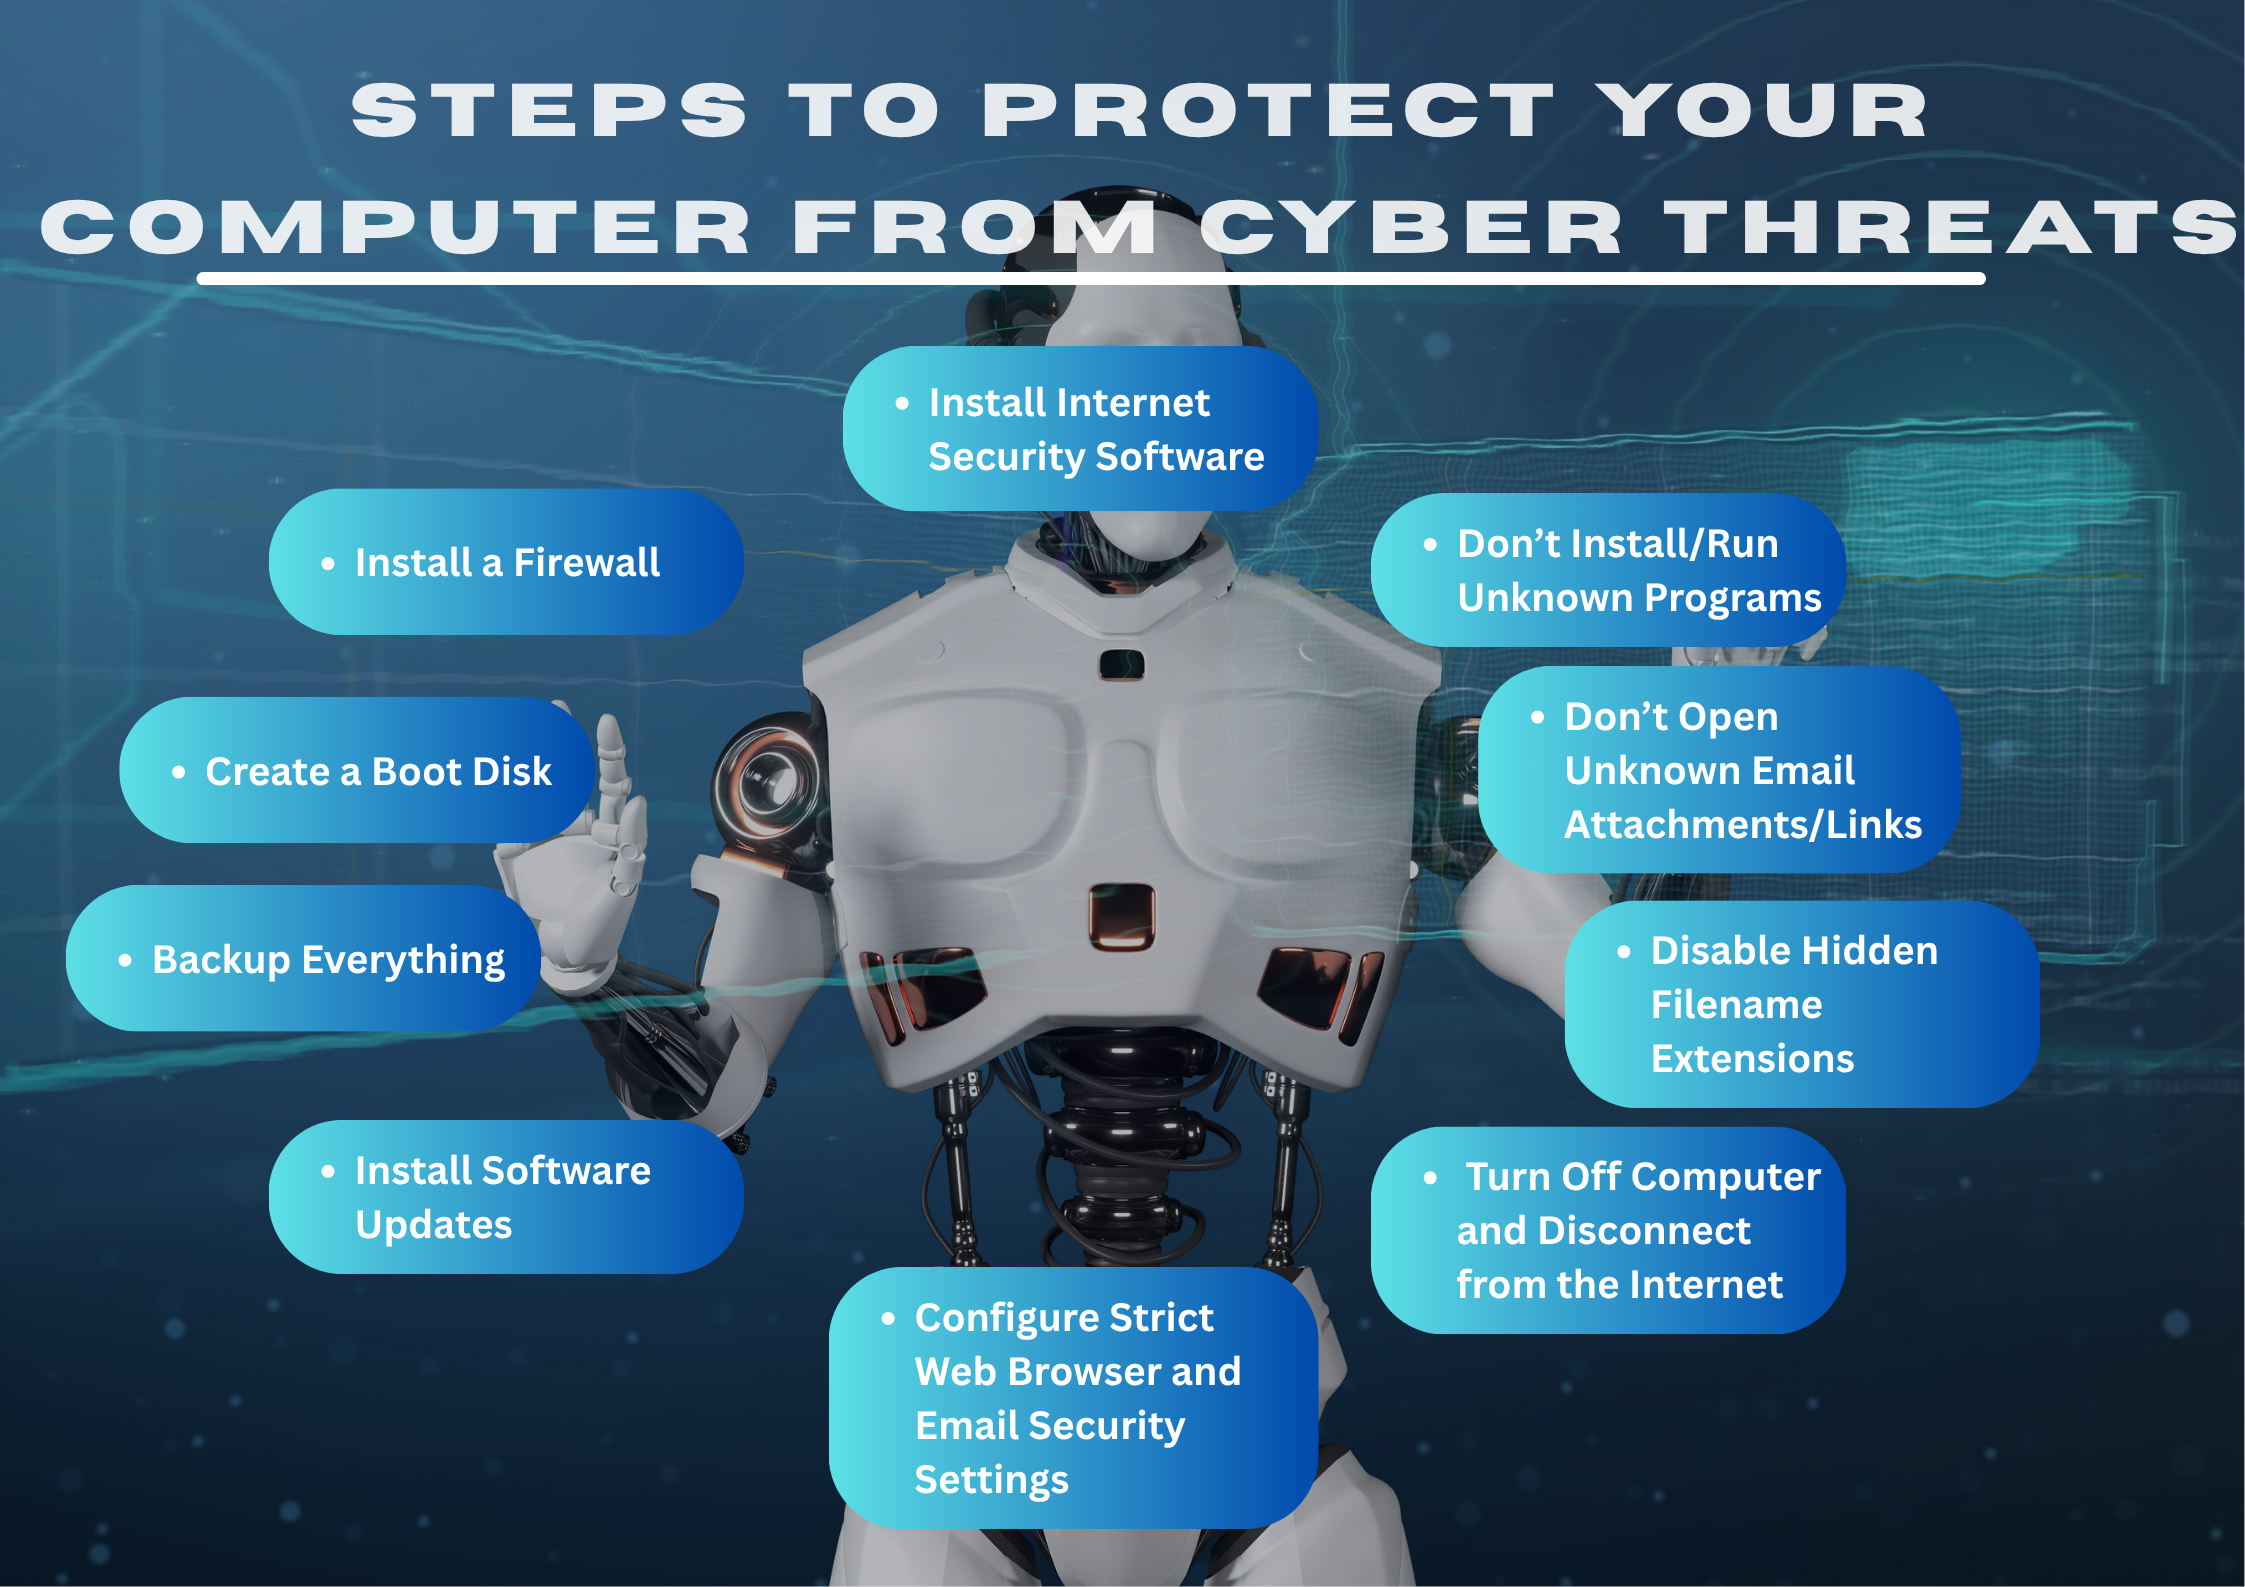 STEPS TO PROTECT YOUR
COMPUTER FROM CYBER THREATS
• Install Internet
Security Software
• Install a Firewall
• Don’t Install/Run
Unknown Programs
• Create a Boot Disk
• Don’t Open
Unknown Email
Attachments/Links
• Backup Everything
• Disable Hidden
Filename
Extensions
• Install Software
Updates
• Turn Off Computer
and Disconnect
from the Internet
• Configure Strict
Web Browser and
Email Security
Settings